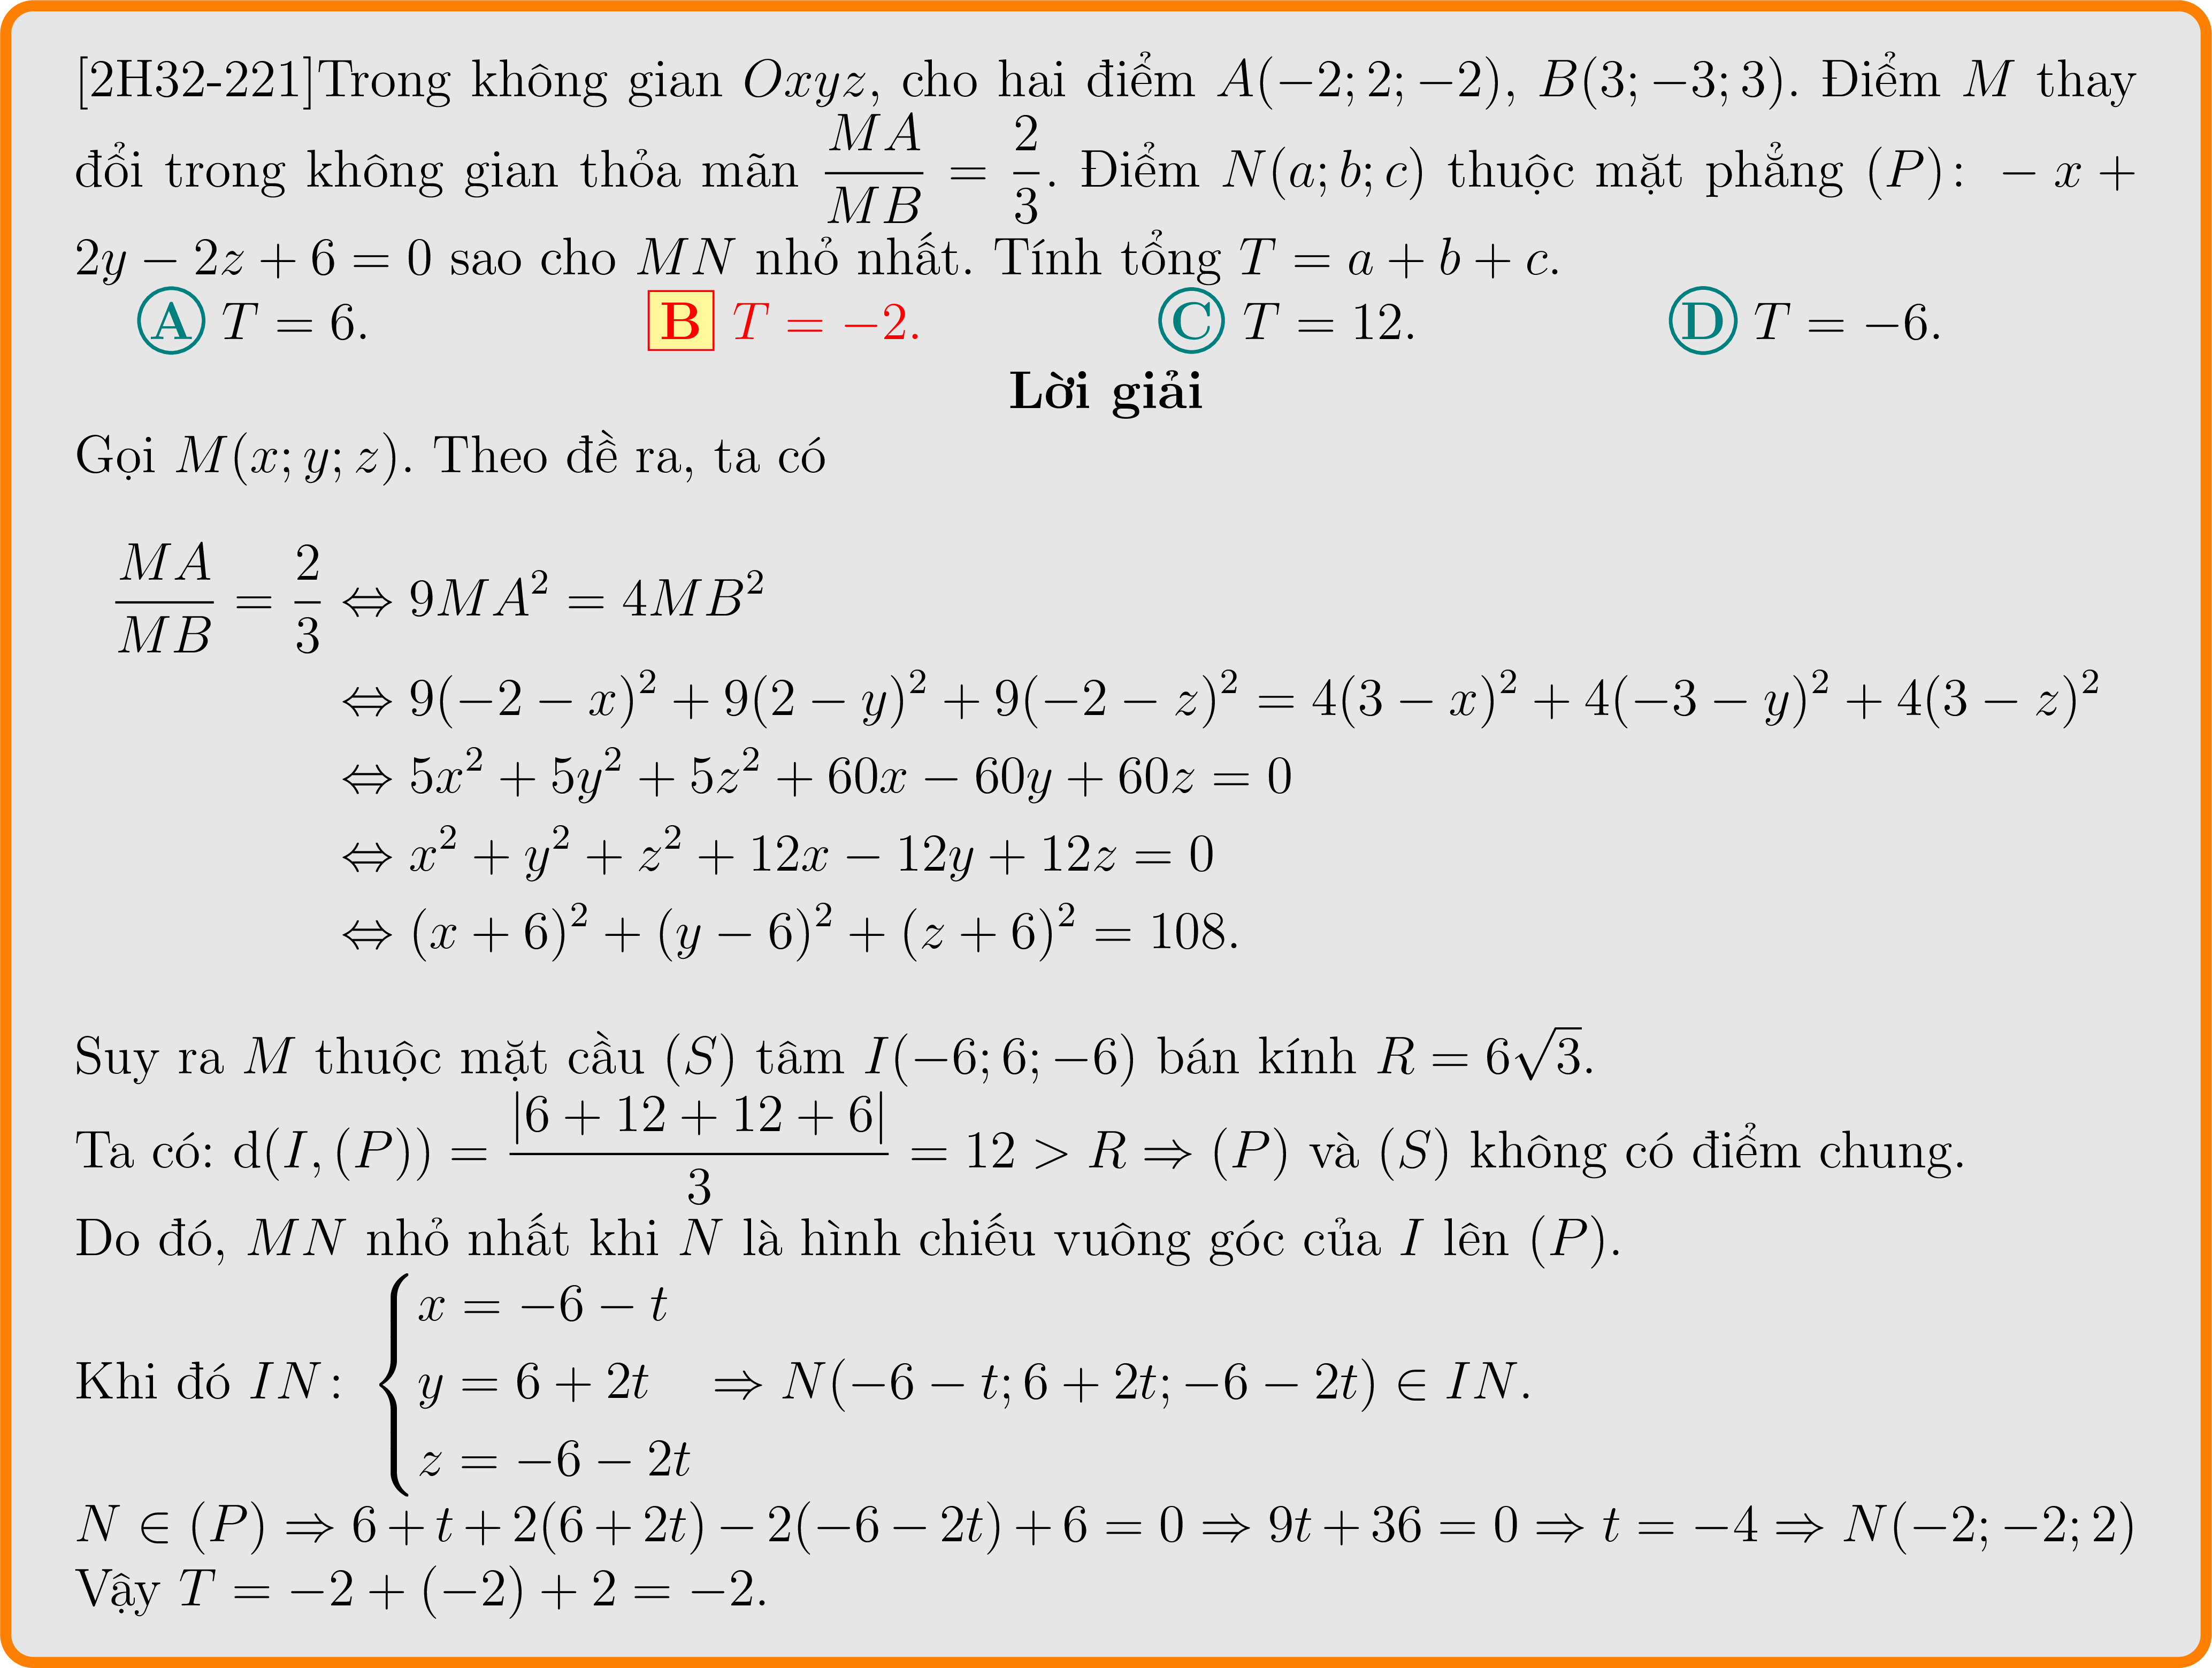 [2H32-221]Trong không gian $Oxyz$, cho hai điểm $A(-2;2;-2)$, $B(3;-3;3)$. Điểm $M$ thay
đổi trong không gian thỏa mãn $\dfrac{MA}{MB} = \dfrac{2}{3}$. Điểm $N(a;b;c)$ thuộc mặt phẳng $(P)\colon\ -x+$
$2y-2z+6=0$ sao cho $MN$ nhỏ nhất. Tính tổng $T=a+b+c$.
A $T=6$. B $T=-2$. C $T=12$. D $T=-6$.
Lời giải
Gọi $M(x;y;z)$. Theo đề ra, ta có
$\dfrac{MA}{MB} = \dfrac{2}{3} \Leftrightarrow 9MA^2 = 4MB^2$
$\Leftrightarrow 9(-2-x)^2 + 9(2-y)^2 + 9(-2-z)^2 = 4(3-x)^2 + 4(-3-y)^2 + 4(3-z)^2$
$\Leftrightarrow 5x^2 + 5y^2 + 5z^2 + 60x - 60y + 60z = 0$
$\Leftrightarrow x^2 + y^2 + z^2 + 12x - 12y + 12z = 0$
$\Leftrightarrow (x+6)^2 + (y-6)^2 + (z+6)^2 = 108.$
Suy ra $M$ thuộc mặt cầu $(S)$ tâm $I(-6;6;-6)$ bán kính $R = 6\sqrt{3}$.
Ta có: $\mathrm{d}(I,(P)) = \dfrac{|6+12+12+6|}{3} = 12 > R \Rightarrow (P)$ và $(S)$ không có điểm chung.
Do đó, $MN$ nhỏ nhất khi $N$ là hình chiếu vuông góc của $I$ lên $(P)$.
Khi đó $IN\colon \begin{cases} x = -6-t \\ y = 6+2t \\ z = -6-2t \end{cases} \Rightarrow N(-6-t;6+2t;-6-2t) \in IN.$
$N \in (P) \Rightarrow 6+t+2(6+2t)-2(-6-2t)+6=0 \Rightarrow 9t+36=0 \Rightarrow t=-4 \Rightarrow N(-2;-2;2)$
Vậy $T = -2+(-2)+2 = -2$.